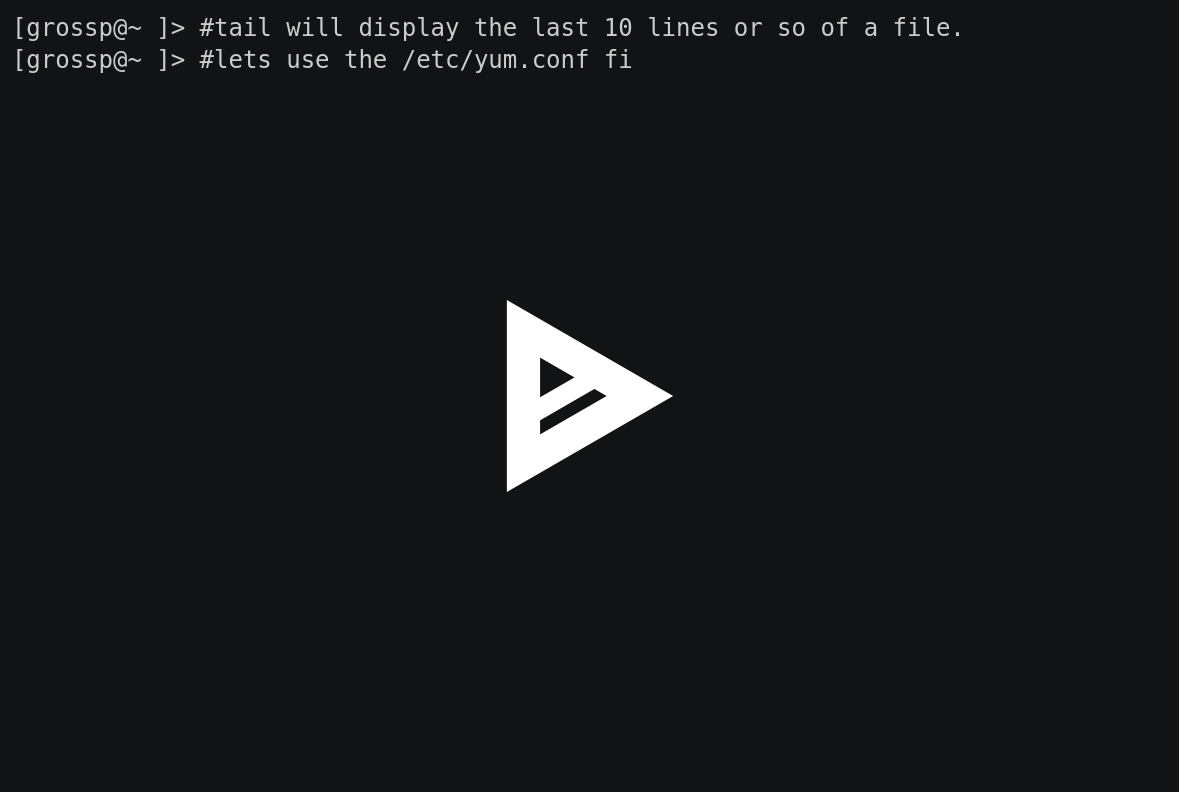 [grossp@~ ]> #tail will display the last 10 lines or so of a file.
[grossp@~ ]> #lets use the /etc/yum.conf fi